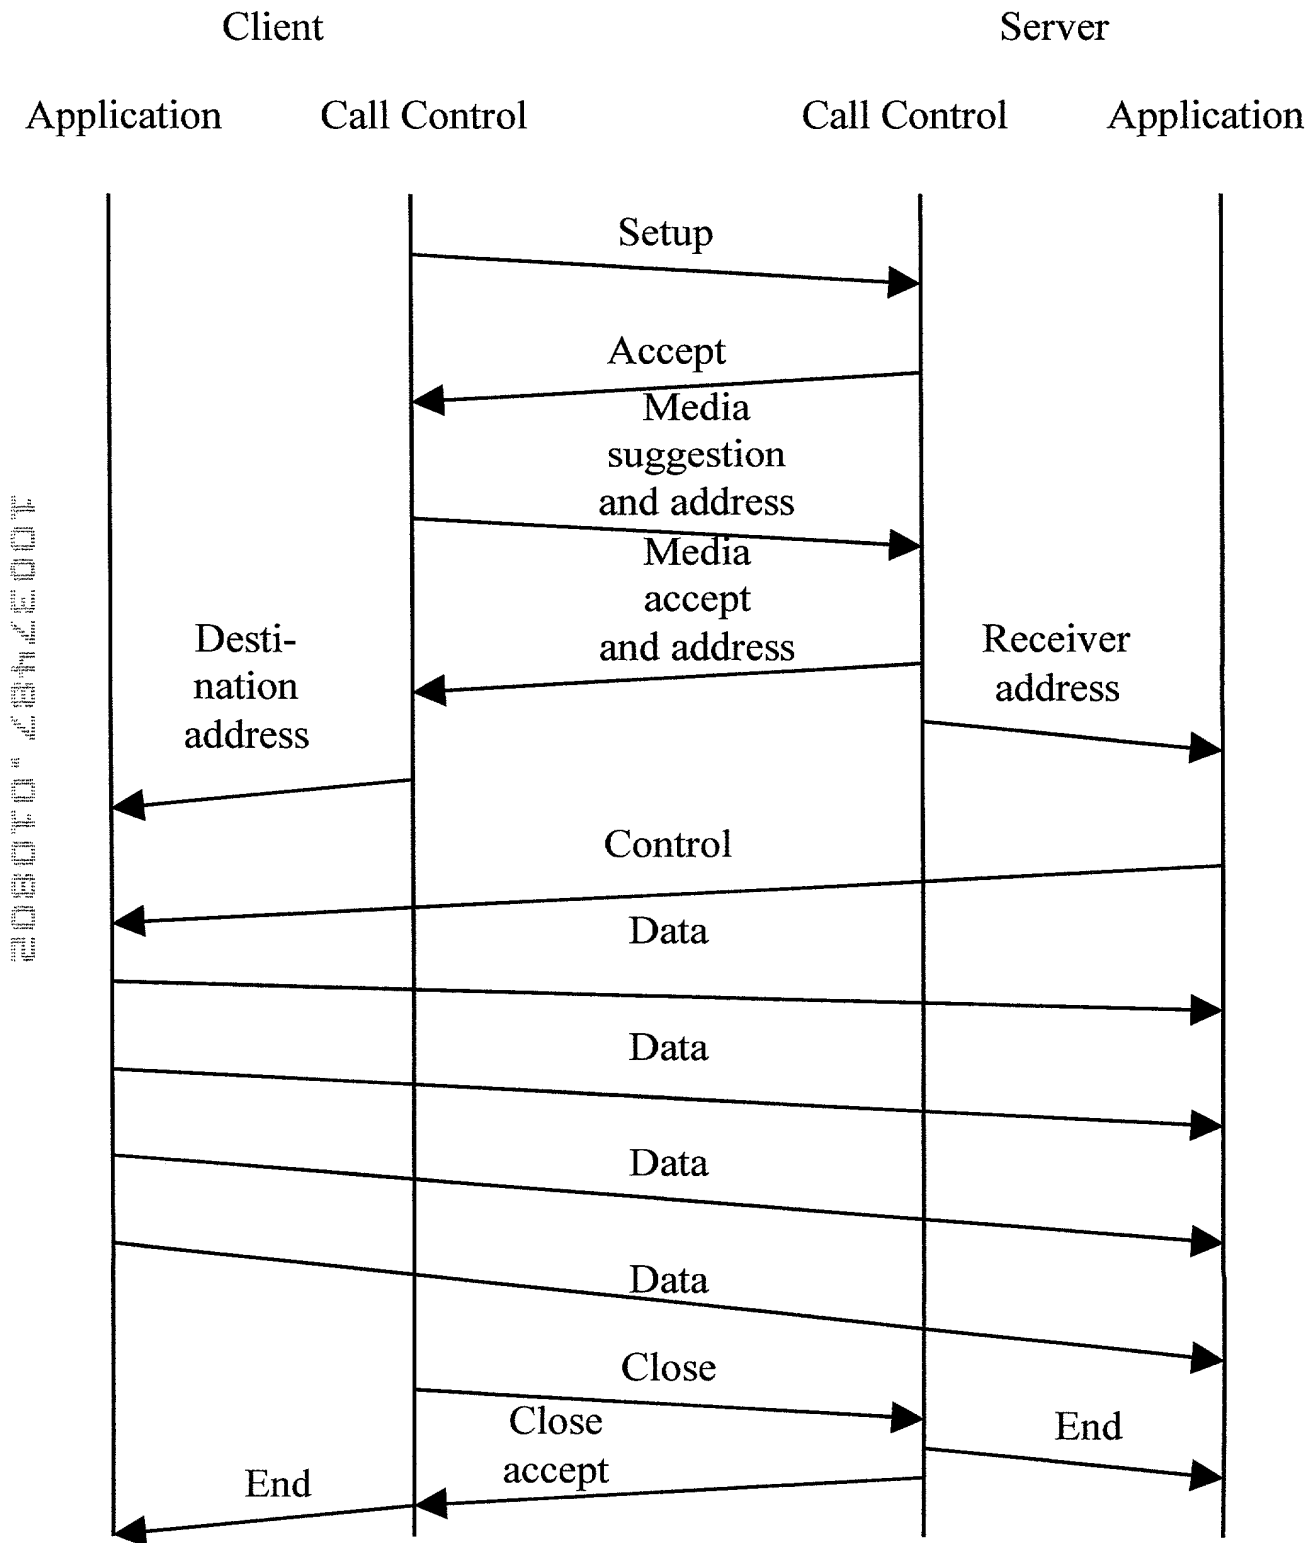 Client Server
Application Call Control Call Control Application
Setup
Accept
Media
suggestion
and address
Media
accept
and address
Desti-
nation
address
Receiver
address
Control
Data
Data
Data
Data
Close
Close
accept
End
End